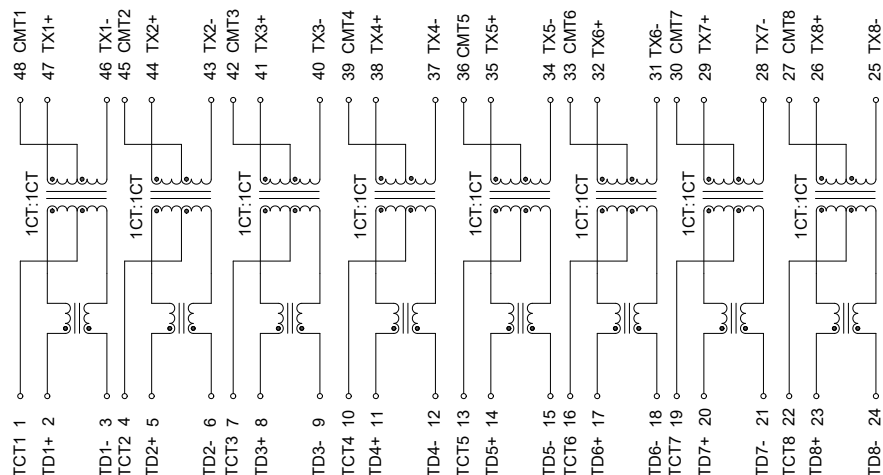 48 CMT1
47 TX1+
46 TX1-
45 CMT2
44 TX2+
43 TX2-
42 CMT3
41 TX3+
40 TX3-
39 CMT4
38 TX4+
37 TX4-
36 CMT5
35 TX5+
34 TX5-
33 CMT6
32 TX6+
31 TX6-
30 CMT7
29 TX7+
28 TX7-
27 CMT8
26 TX8+
25 TX8-
1CT:1CT
1CT:1CT
1CT:1CT
1CT:1CT
1CT:1CT
1CT:1CT
1CT:1CT
1CT:1CT
TCT1 1
TD1+ 2
TD1- 3
TCT2 4
TD2+ 5
TD2- 6
TCT3 7
TD3+ 8
TD3- 9
TCT4 10
TD4+ 11
TD4- 12
TCT5 13
TD5+ 14
TD5- 15
TCT6 16
TD6+ 17
TD6- 18
TCT7 19
TD7+ 20
TD7- 21
TCT8 22
TD8+ 23
TD8- 24